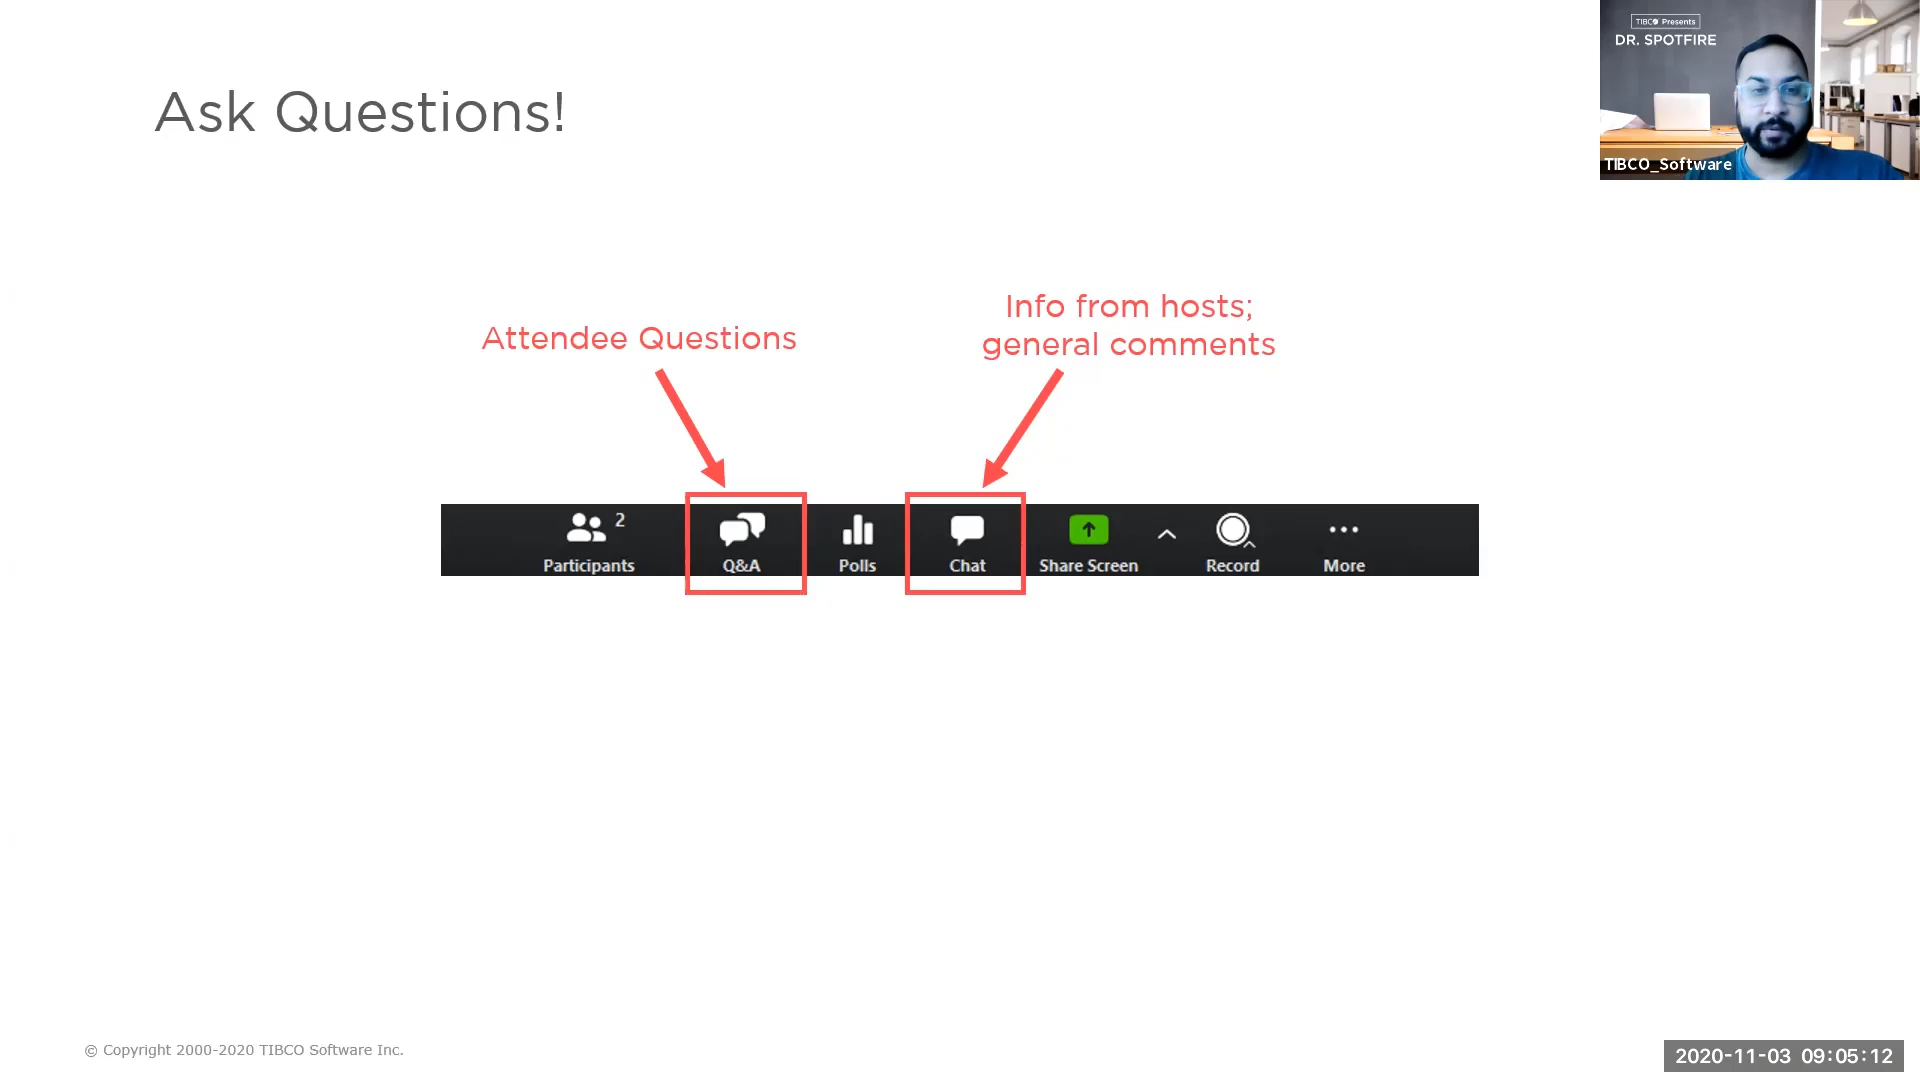 TIBCO Presents
DR. SPOTFIRE
TIBCO_Software
Ask Questions!
Attendee Questions
Info from hosts;
general comments
2
Participants
Q&A
Polls
Chat
Share Screen
Record
More
© Copyright 2000-2020 TIBCO Software Inc.
2020-11-03 09:05:12